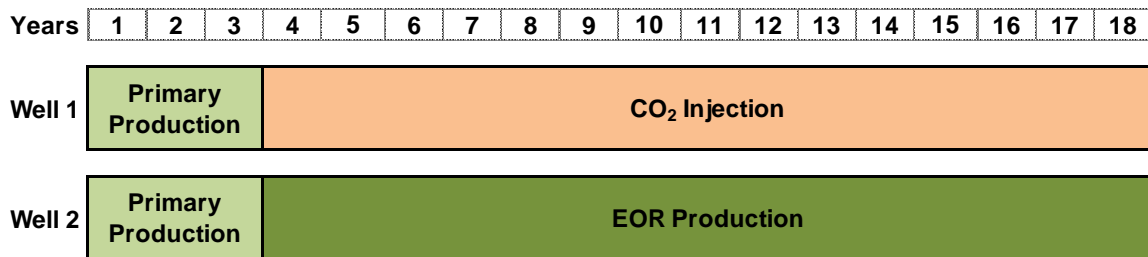 Years 1 2 3 4 5 6 7 8 9 10 11 12 13 14 15 16 17 18
Well 1
Primary
Production
CO₂ Injection
Well 2
Primary
Production
EOR Production